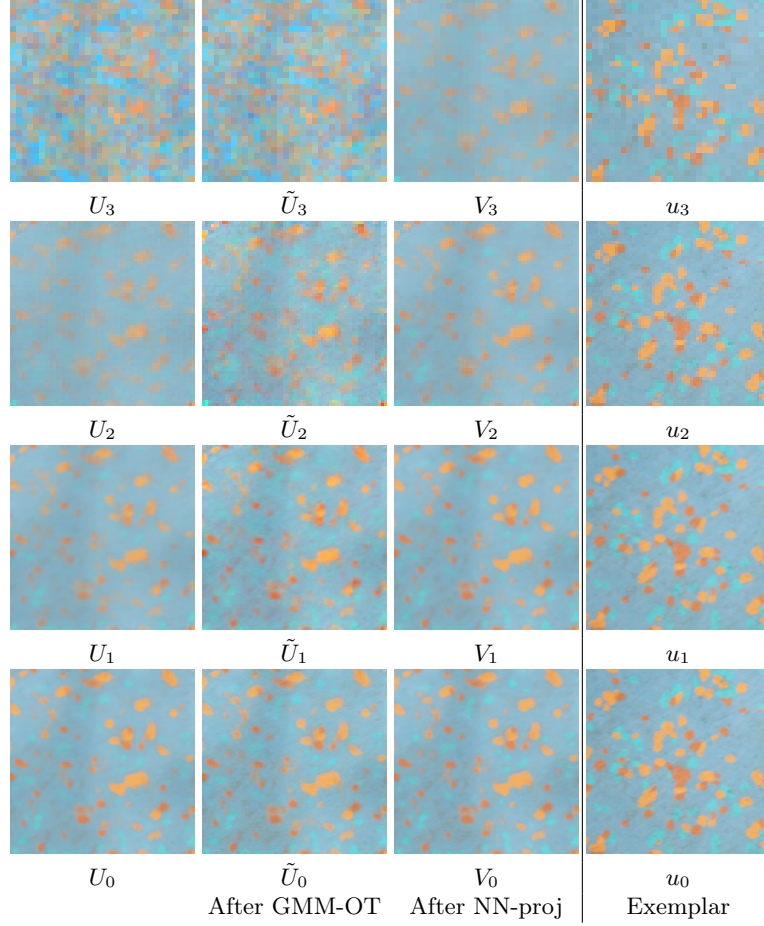 U₃ Ũ₃ V₃ u₃
U₂ Ũ₂ V₂ u₂
U₁ Ũ₁ V₁ u₁
U₀ Ũ₀ V₀ u₀
After GMM-OT After NN-proj Exemplar